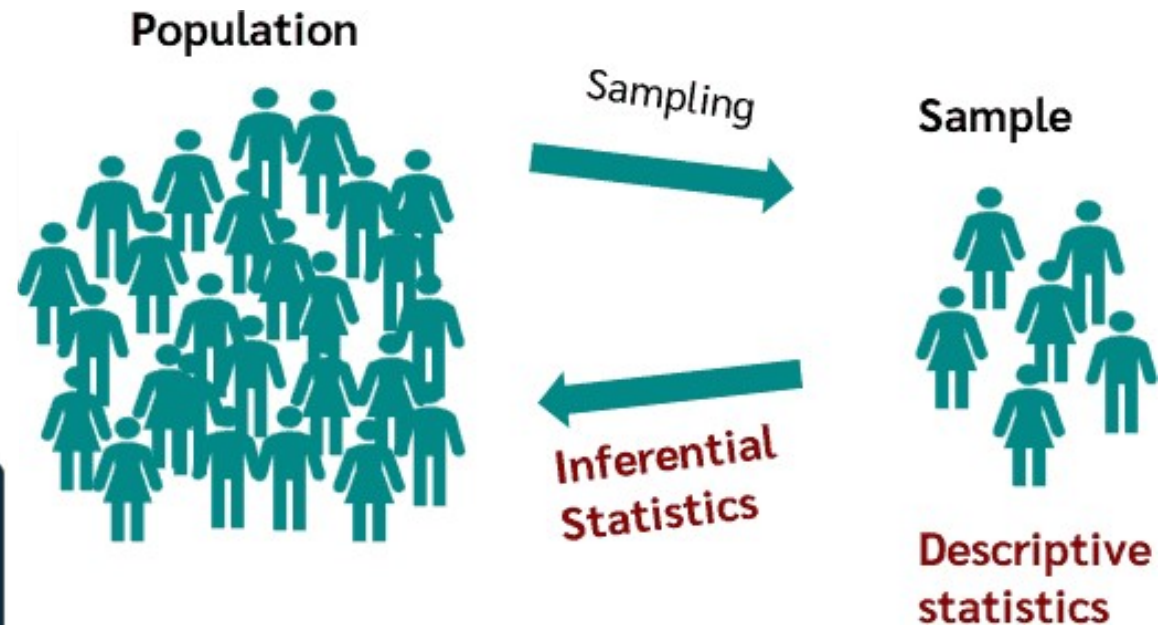 Population
Sampling
Sample
Inferential
Statistics
Descriptive
statistics